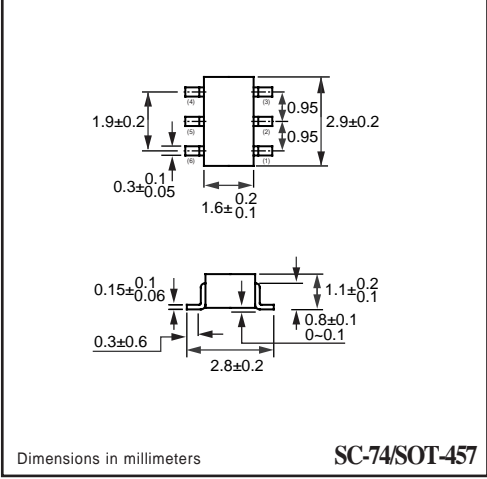 (4) (3)
1.9±0.2 (5) (2) 0.95 2.9±0.2
0.95
(6) (1)
0.3± 0.1 0.05
1.6± 0.2 0.1
0.15± 0.1 0.06
1.1± 0.2 0.1
0.8±0.1
0.3±0.6 0~0.1
2.8±0.2
Dimensions in millimeters SC-74/SOT-457